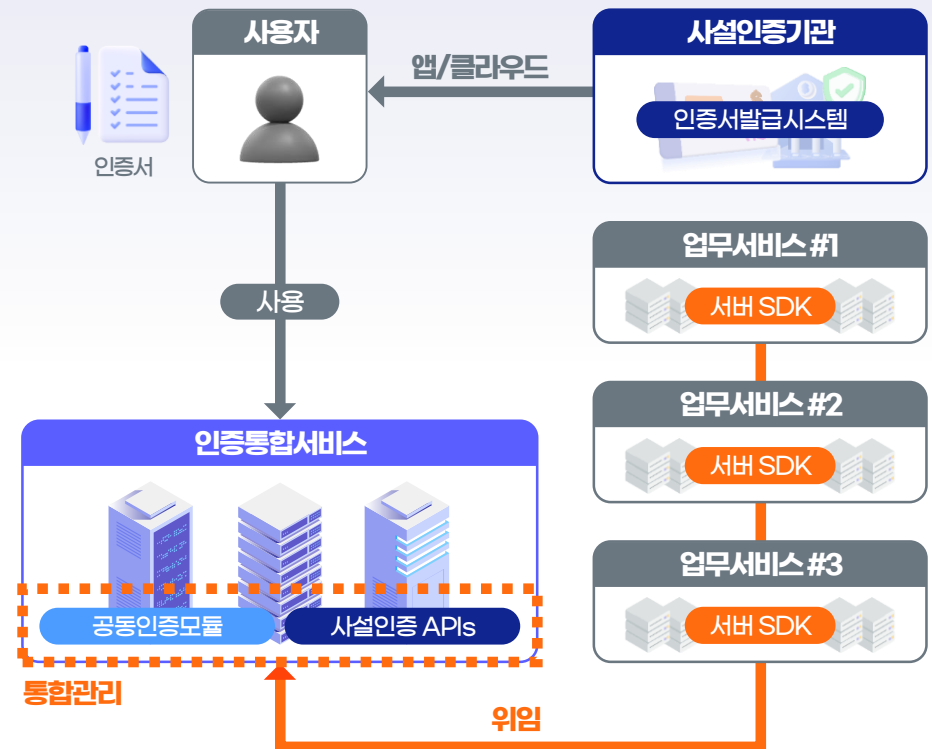 사용자
사설인증기관
앱/클라우드
인증서발급시스템
인증서
업무서비스 #1
서버 SDK
사용
업무서비스 #2
서버 SDK
인증통합서비스
업무서비스 #3
공동인증모듈
사설인증 APIs
서버 SDK
통합관리
위임